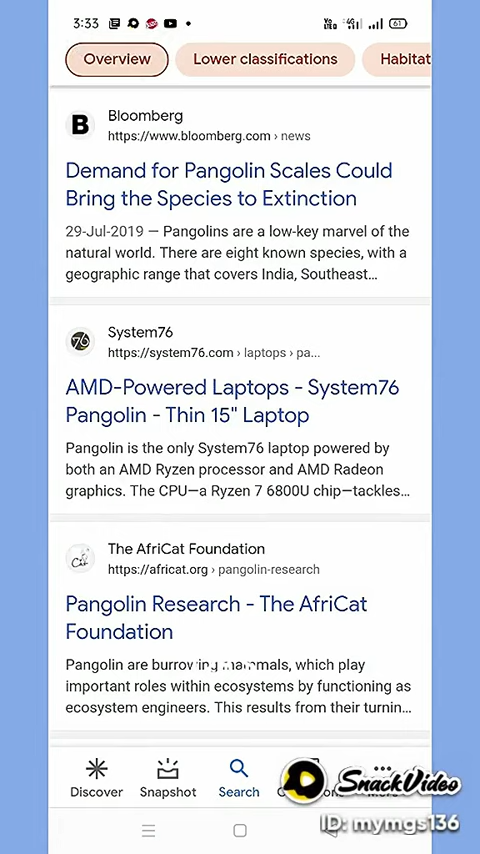 3:33
61
Overview
Lower classifications
Habitat
B
Bloomberg
https://www.bloomberg.com › news
Demand for Pangolin Scales Could
Bring the Species to Extinction
29-Jul-2019 — Pangolins are a low-key marvel of the
natural world. There are eight known species, with a
geographic range that covers India, Southeast...
76
System76
https://system76.com › laptops › pa...
AMD-Powered Laptops - System76
Pangolin - Thin 15" Laptop
Pangolin is the only System76 laptop powered by
both an AMD Ryzen processor and AMD Radeon
graphics. The CPU—a Ryzen 7 6800U chip—tackles...
The AfriCat Foundation
https://africat.org › pangolin-research
Pangolin Research - The AfriCat
Foundation
Pangolin are burrowing mammals, which play
important roles within ecosystems by functioning as
ecosystem engineers. This results from their turnin...
Discover
Snapshot
Search
SnackVideo
ID: mymgs136